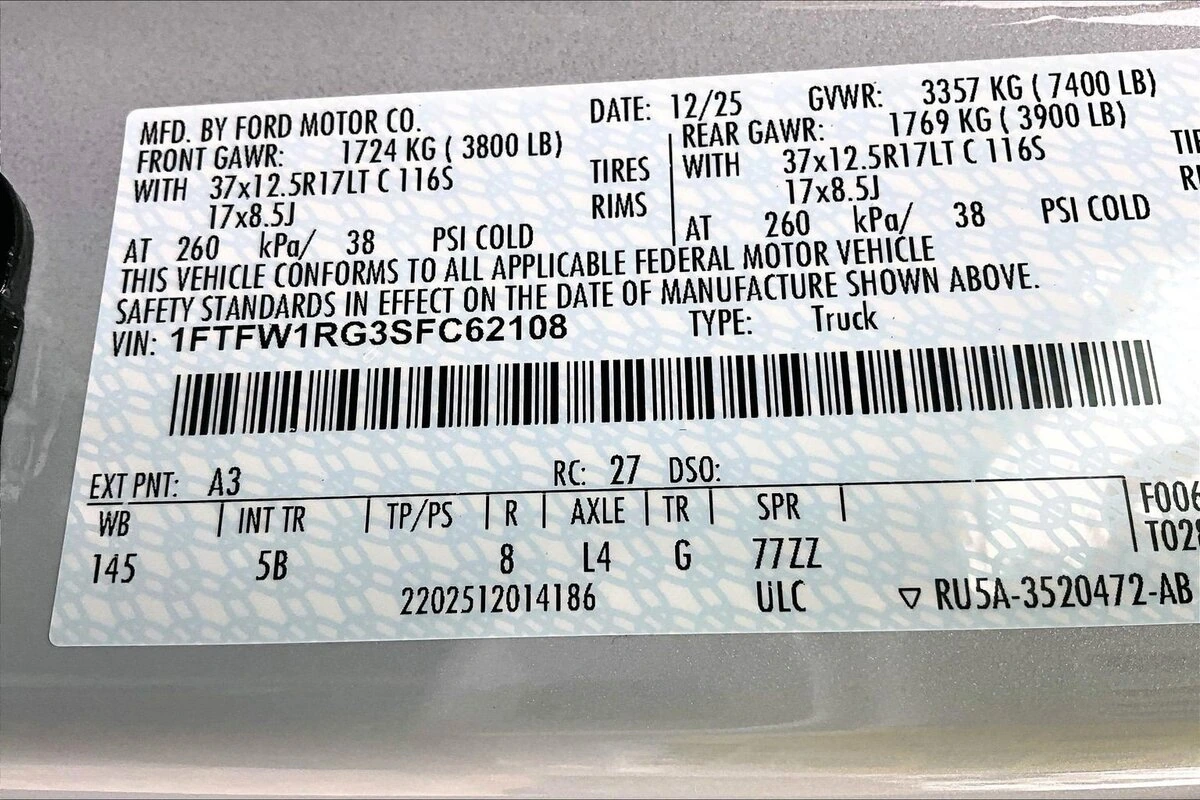 MFD. BY FORD MOTOR CO. DATE: 12/25 GVWR: 3357 KG ( 7400 LB)
FRONT GAWR: 1724 KG ( 3800 LB) REAR GAWR: 1769 KG ( 3900 LB)
WITH 37x12.5R17LT C 116S TIRES WITH 37x12.5R17LT C 116S
17x8.5J RIMS 17x8.5J
AT 260 kPa/ 38 PSI COLD AT 260 kPa/ 38 PSI COLD
THIS VEHICLE CONFORMS TO ALL APPLICABLE FEDERAL MOTOR VEHICLE
SAFETY STANDARDS IN EFFECT ON THE DATE OF MANUFACTURE SHOWN ABOVE.
VIN: 1FTFW1RG3SFC62108 TYPE: Truck
EXT PNT: A3 RC: 27 DSO:
WB INT TR TP/PS R AXLE TR SPR
145 5B 8 L4 G 77ZZ
2202512014186 ULC ▽ RU5A-3520472-AB